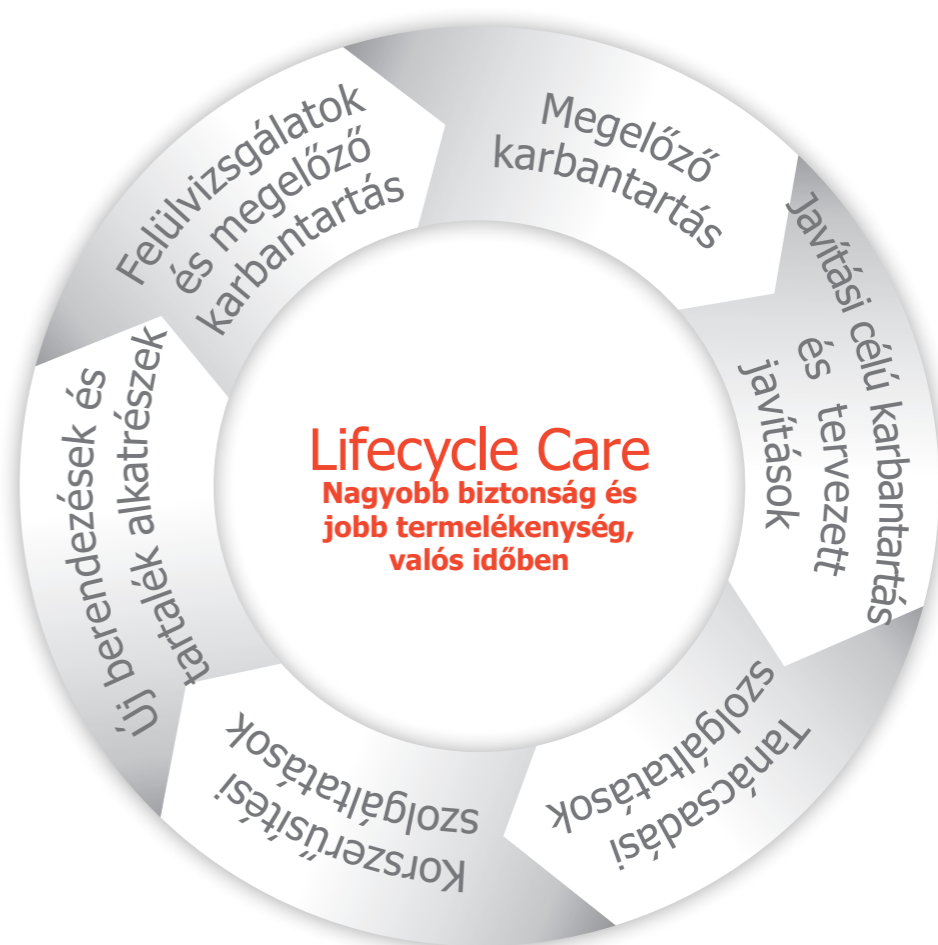 Felülvizsgálatok
és megelőző
karbantartás
Megelőző
karbantartás
Javítási célú karbantartás
és tervezett
javítások
Tanácsadási
szolgáltatások
Korszerűsítési
szolgáltatások
Új berendezések és
tartalék alkatrészek
Lifecycle Care
Nagyobb biztonság és
jobb termelékenység,
valós időben